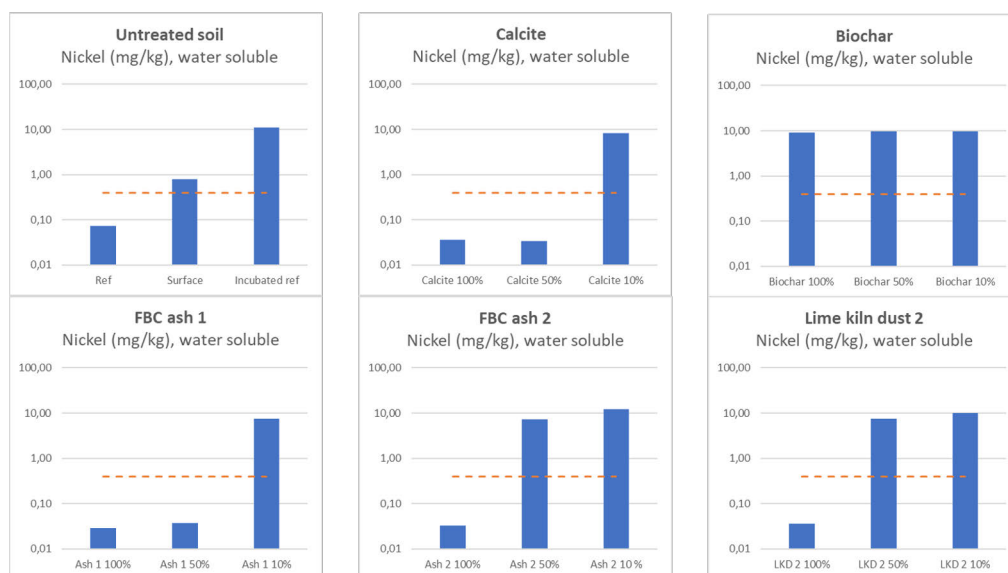 Untreated soil
Nickel (mg/kg), water soluble
100,00
10,00
1,00
0,10
0,01
Ref Surface Incubated ref
Calcite
Nickel (mg/kg), water soluble
100,00
10,00
1,00
0,10
0,01
Calcite 100% Calcite 50% Calcite 10%
Biochar
Nickel (mg/kg), water soluble
100,00
10,00
1,00
0,10
0,01
Biochar 100% Biochar 50% Biochar 10%
FBC ash 1
Nickel (mg/kg), water soluble
100,00
10,00
1,00
0,10
0,01
Ash 1 100% Ash 1 50% Ash 1 10%
FBC ash 2
Nickel (mg/kg), water soluble
100,00
10,00
1,00
0,10
0,01
Ash 2 100% Ash 2 50% Ash 2 10 %
Lime kiln dust 2
Nickel (mg/kg), water soluble
100,00
10,00
1,00
0,10
0,01
LKD 2 100% LKD 2 50% LKD 2 10%